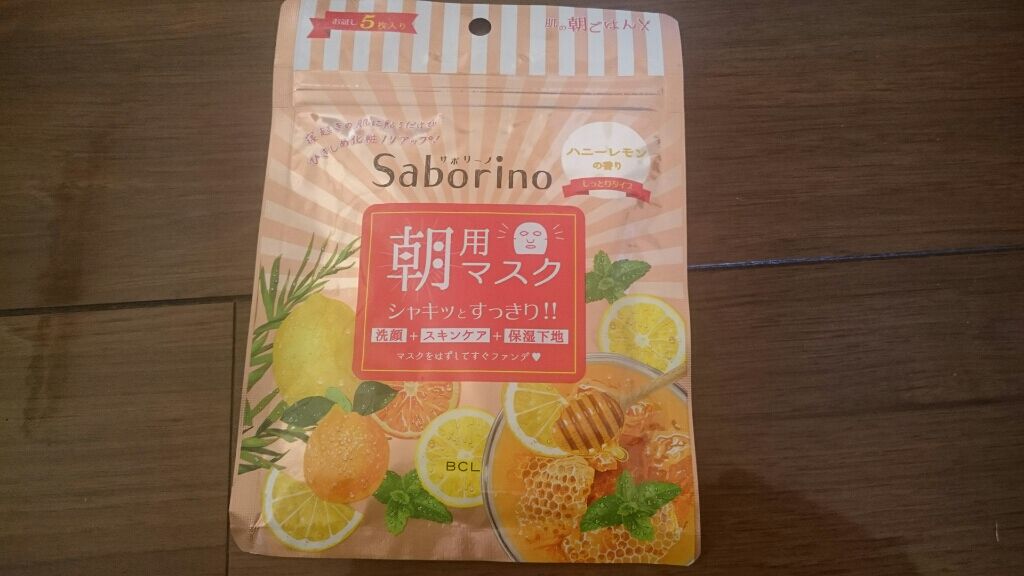 お試し5枚入り
肌の朝ごはん
寝起きの肌に貼るだけで
ひきしめ化粧ノリアップ!
サボリーノ
Saborino
ハニーレモン
の香り
しっとりタイプ
朝用マスク
シャキッとすっきり!!
洗顔+スキンケア+保湿下地
マスクをはずしてすぐファンデ♥
BCL